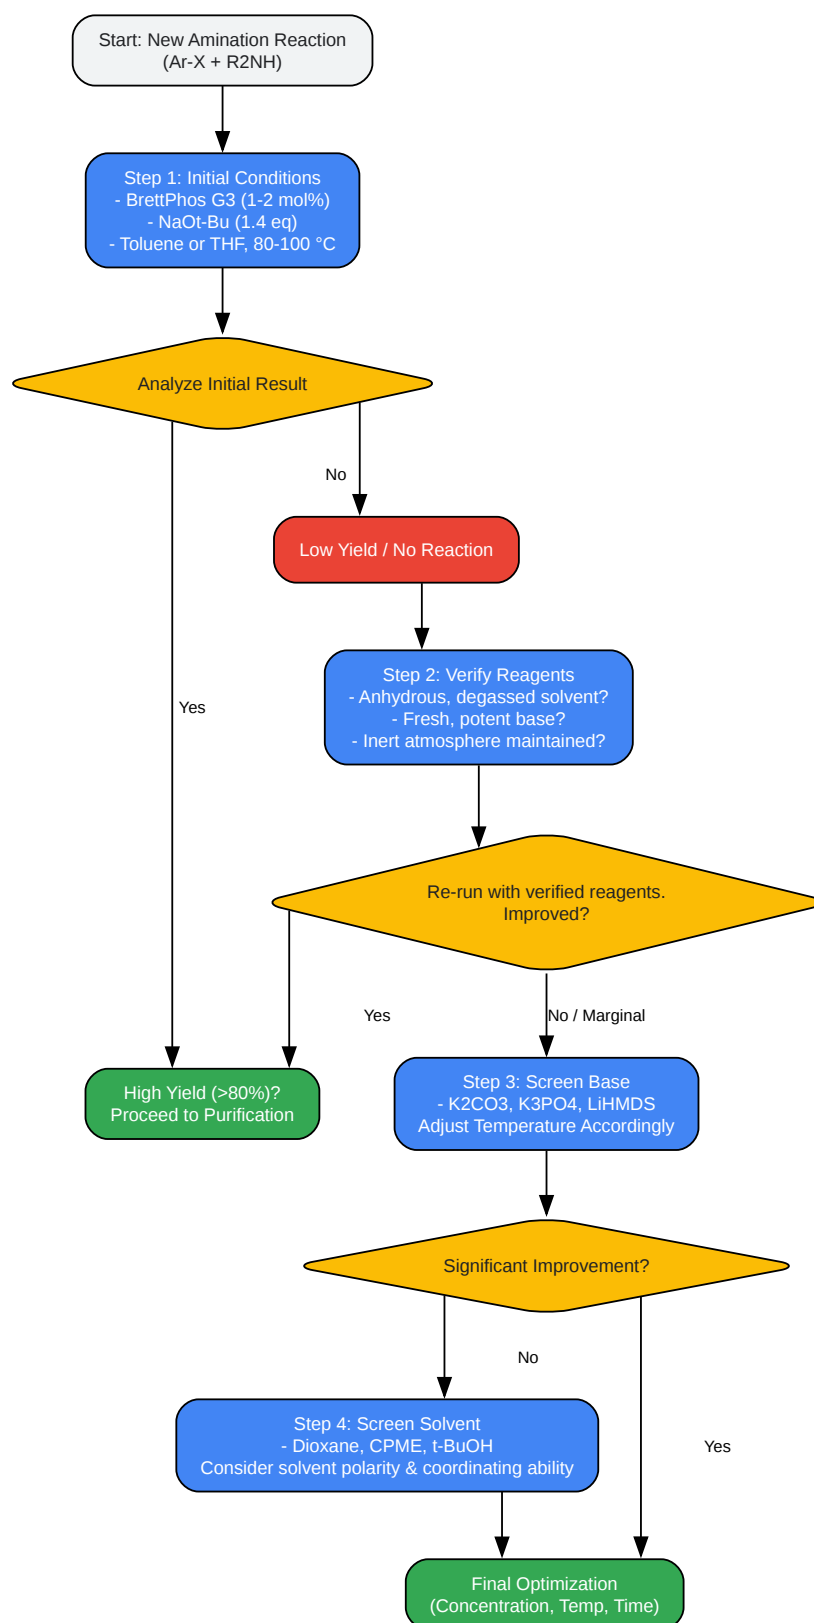 Start: New Amination Reaction
(Ar-X + R2NH)
Step 1: Initial Conditions
- BrettPhos G3 (1-2 mol%)
- NaOt-Bu (1.4 eq)
- Toluene or THF, 80-100 °C
Analyze Initial Result
No
Low Yield / No Reaction
Step 2: Verify Reagents
- Anhydrous, degassed solvent?
- Fresh, potent base?
- Inert atmosphere maintained?
Yes
Re-run with verified reagents.
Improved?
Yes
No / Marginal
High Yield (>80%)?
Proceed to Purification
Step 3: Screen Base
- K2CO3, K3PO4, LiHMDS
Adjust Temperature Accordingly
Significant Improvement?
No
Step 4: Screen Solvent
- Dioxane, CPME, t-BuOH
Consider solvent polarity & coordinating ability
Yes
Final Optimization
(Concentration, Temp, Time)